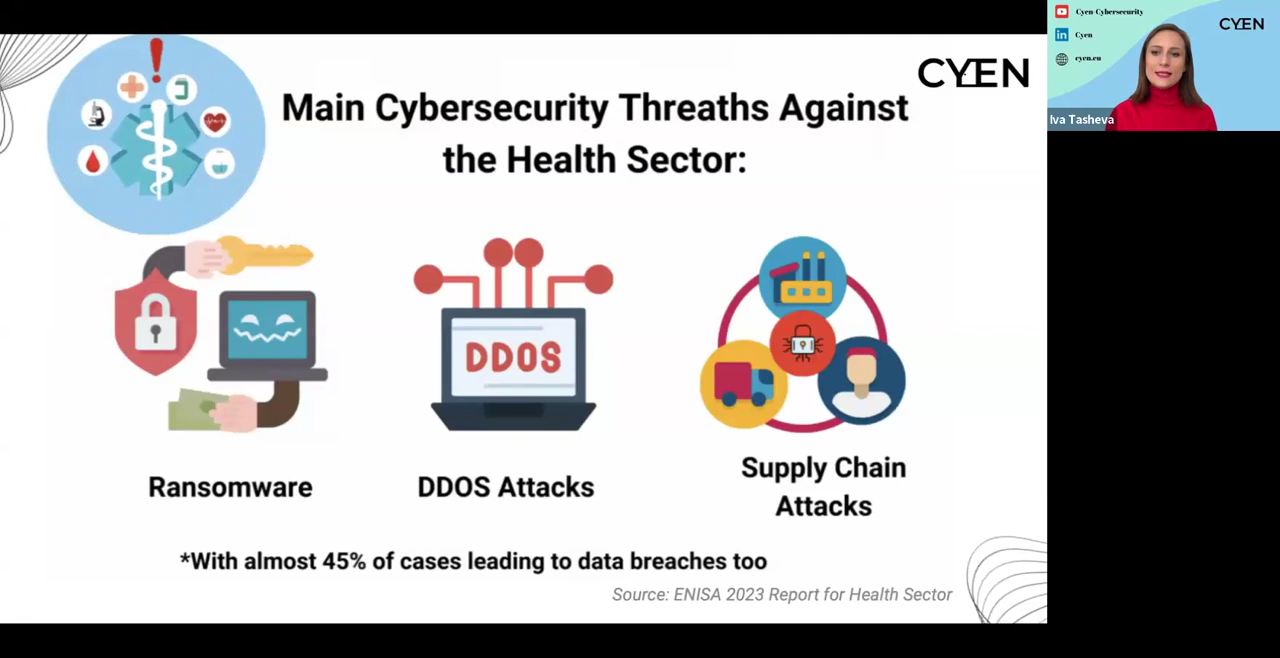 CYEN
Main Cybersecurity Threaths Against
the Health Sector:
DDOS
Ransomware
DDOS Attacks
Supply Chain
Attacks
*With almost 45% of cases leading to data breaches too
Source: ENISA 2023 Report for Health Sector
Cyen-Cybersecurity
Cyen
cyen.eu
CYEN
Iva Tasheva